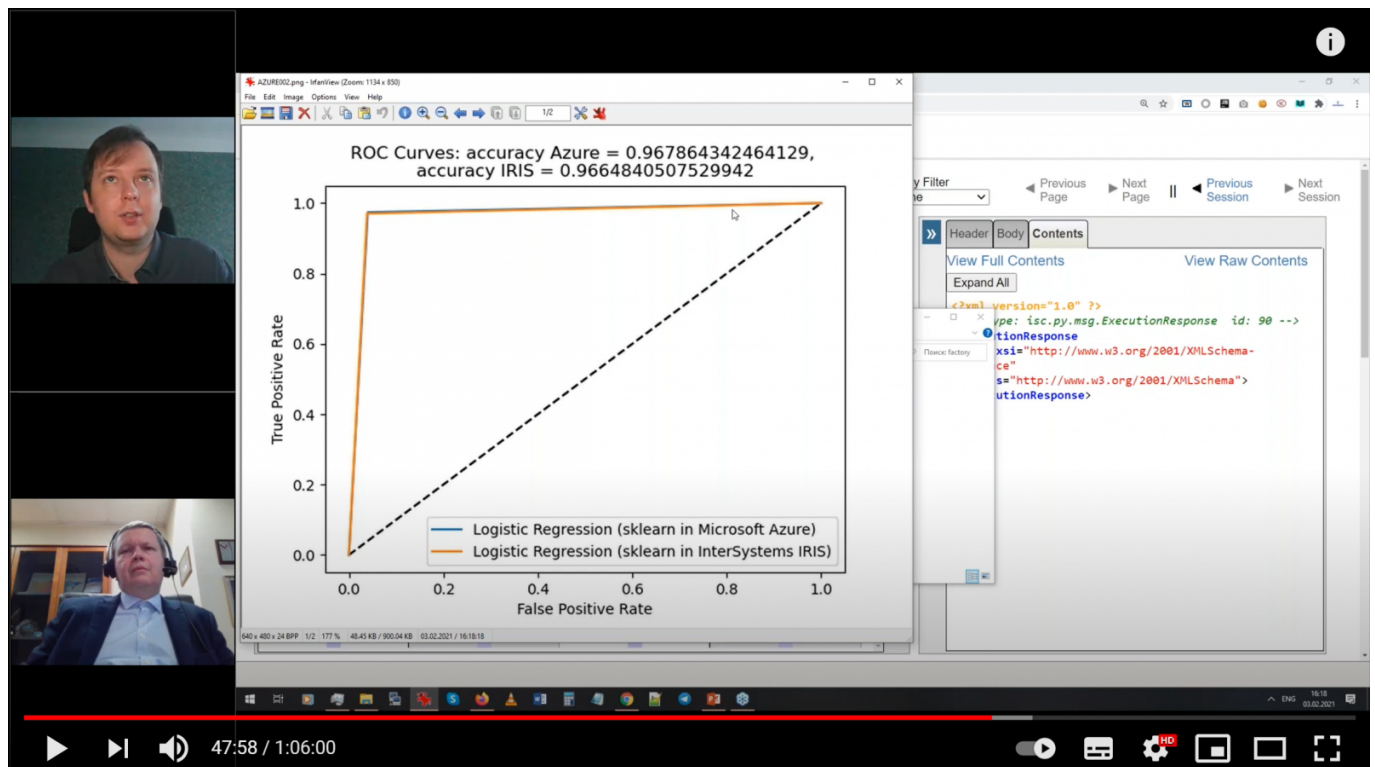 AZURE002.png - IrfanView (Zoom: 1134 x 850)
File Edit Image Options View Help
1/2
ROC Curves: accuracy Azure = 0.967864342464129,
accuracy IRIS = 0.9664840507529942
1.0
0.8
0.6
0.4
0.2
0.0
True Positive Rate
Logistic Regression (sklearn in Microsoft Azure)
Logistic Regression (sklearn in InterSystems IRIS)
0.0 0.2 0.4 0.6 0.8 1.0
False Positive Rate
640 x 480 x 24 BPP 1/2 177 % 48.45 KB / 900.04 KB 03.02.2021 / 16:18:18
y Filter
ne
Previous Page
Next Page
||
Previous Session
Next Session
Header Body Contents
View Full Contents View Raw Contents
Expand All
<?xml version="1.0" ?>
ype: isc.py.msg.ExecutionResponse id: 90 -->
tionResponse
xsi="http://www.w3.org/2001/XMLSchema-
ce"
s="http://www.w3.org/2001/XMLSchema">
utionResponse>
Поиск: factory
ENG
16:18
03.02.2021
47:58 / 1:06:00
HD